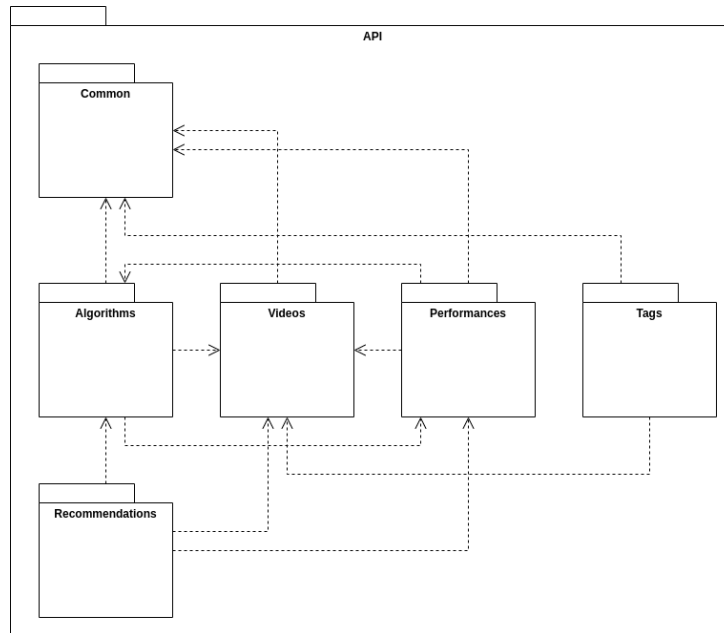 API
Common
Algorithms
Videos
Performances
Tags
Recommendations